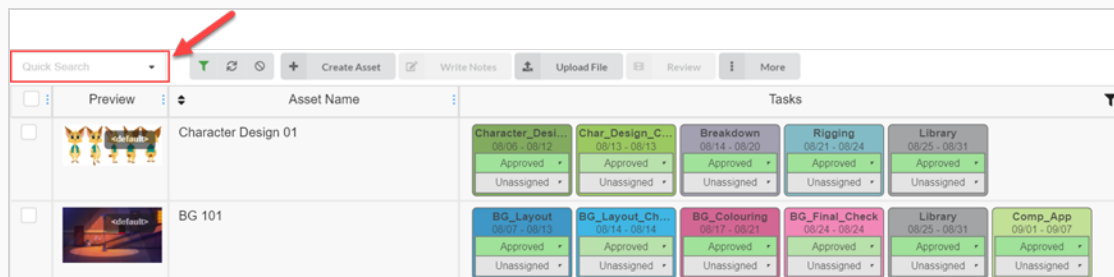 Quick Search
Create Asset
Write Notes
Upload File
Review
More
Preview
Asset Name
Tasks
<default>
Character Design 01
Character_Desi...
08/06 - 08/12
Approved
Unassigned
Char_Design_C...
08/13 - 08/13
Approved
Unassigned
Breakdown
08/14 - 08/20
Approved
Unassigned
Rigging
08/21 - 08/24
Approved
Unassigned
Library
08/25 - 08/31
Approved
Unassigned
<default>
BG 101
BG_Layout
08/07 - 08/13
Approved
Unassigned
BG_Layout_Ch...
08/14 - 08/14
Approved
Unassigned
BG_Colouring
08/17 - 08/21
Approved
Unassigned
BG_Final_Check
08/24 - 08/24
Approved
Unassigned
Library
08/25 - 08/31
Approved
Unassigned
Comp_App
09/01 - 09/07
Approved
Unassigned